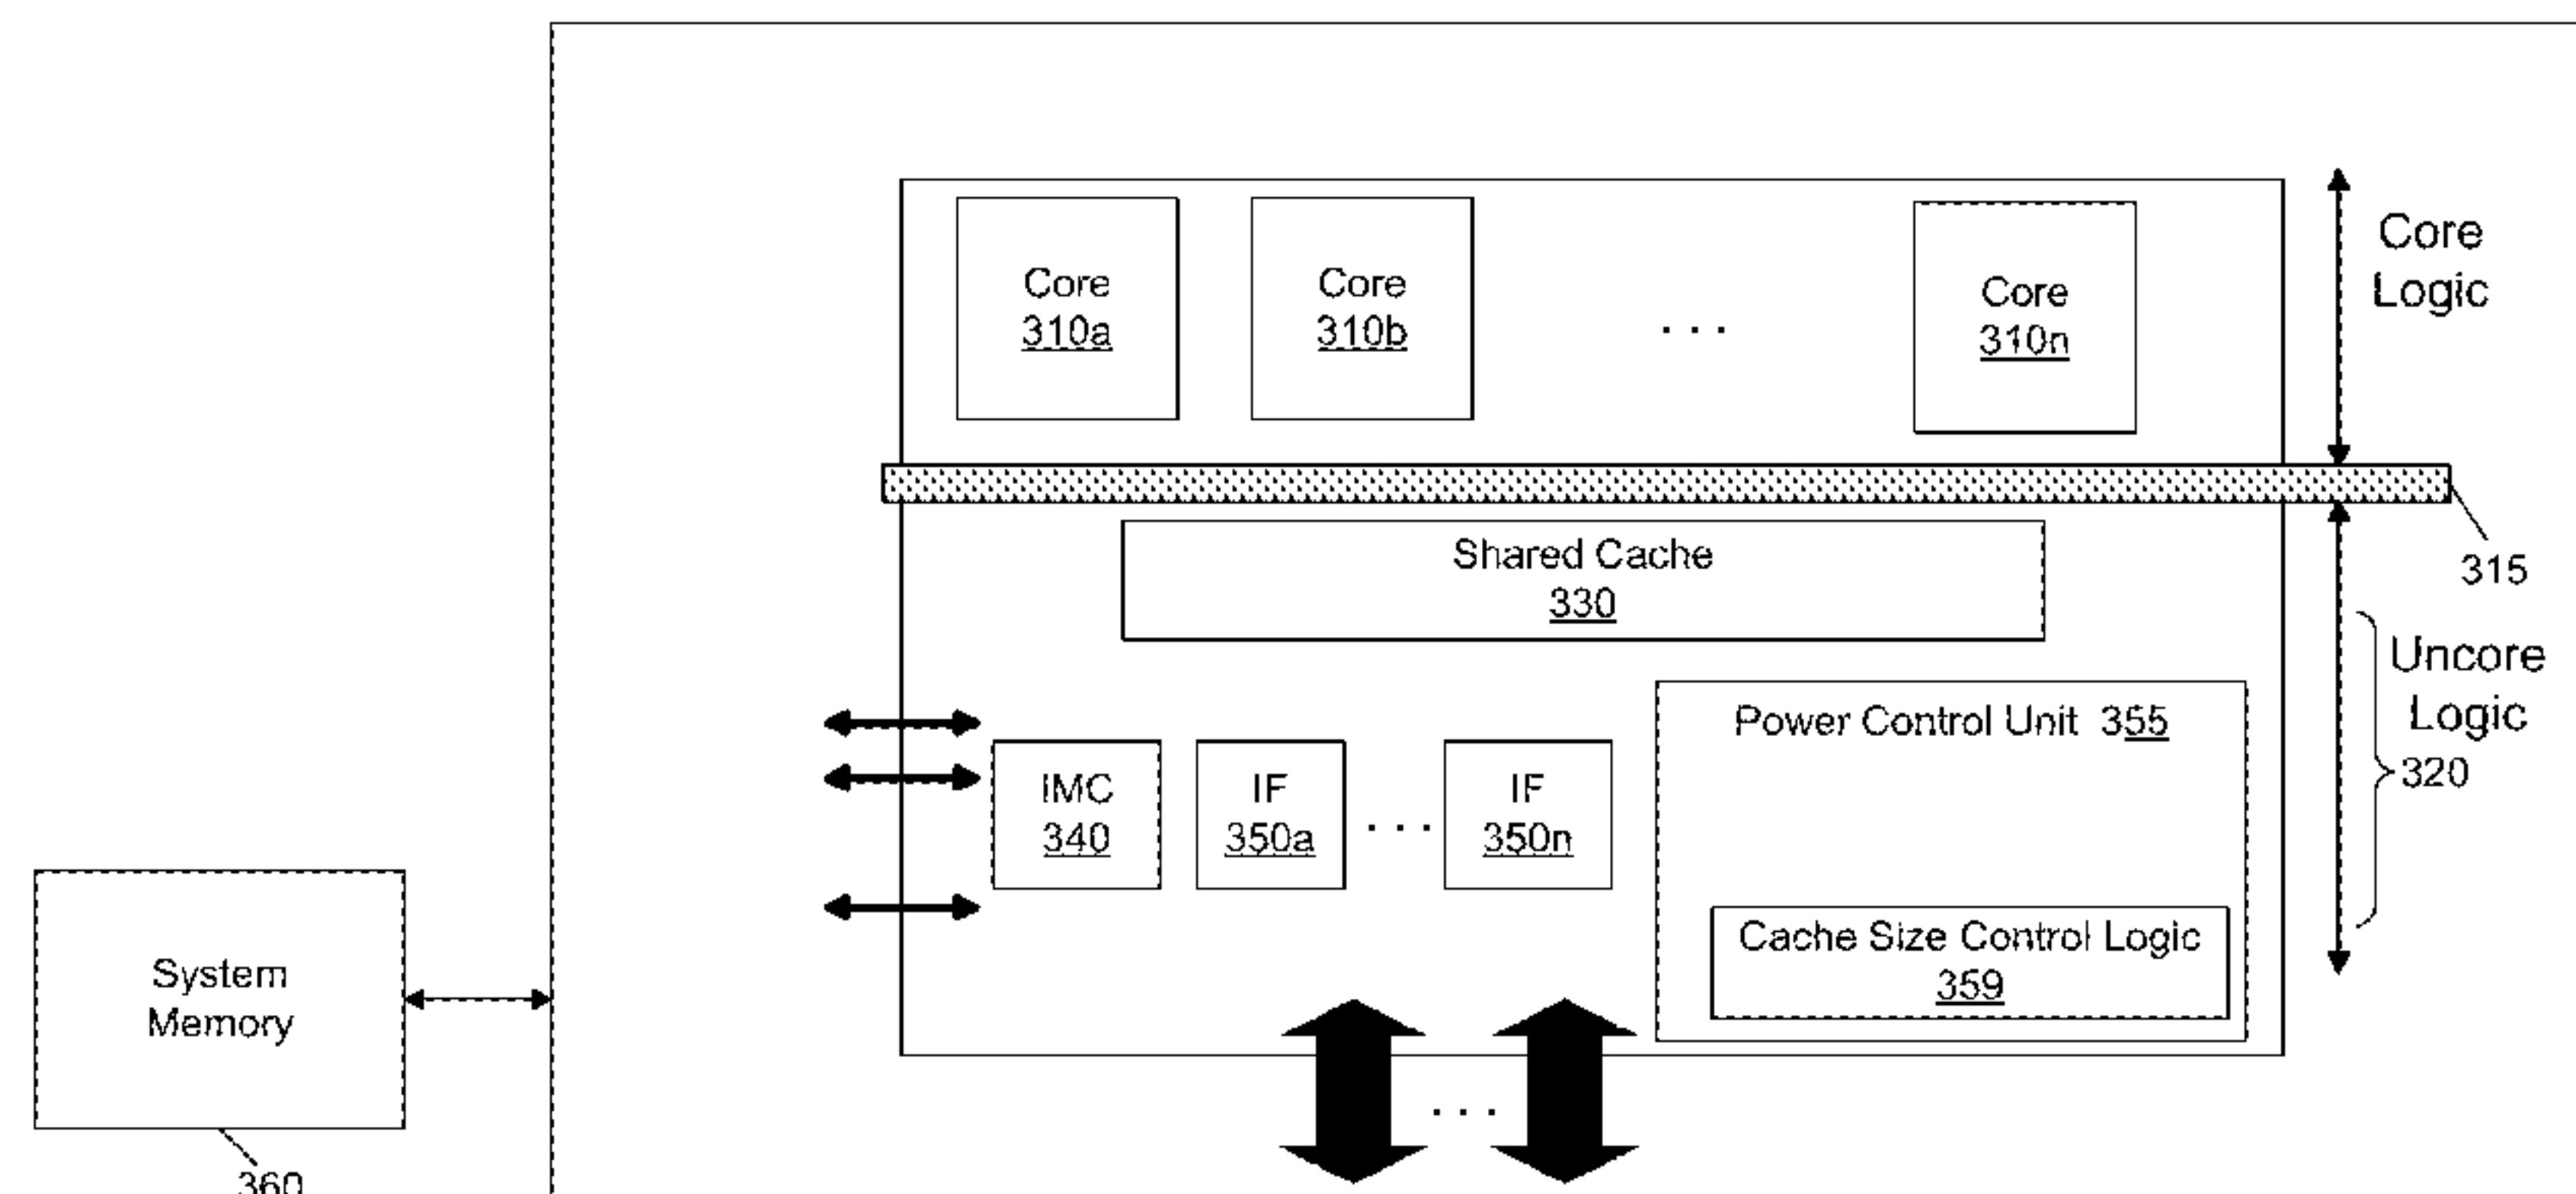 Core
310a
Core
310b
. . .
Core
310n
Core
Logic
315
Shared Cache
330
Uncore
Logic
320
Power Control Unit 355
IMC
340
IF
350a
. . .
IF
350n
Cache Size Control Logic
359
System
Memory
360
. . .